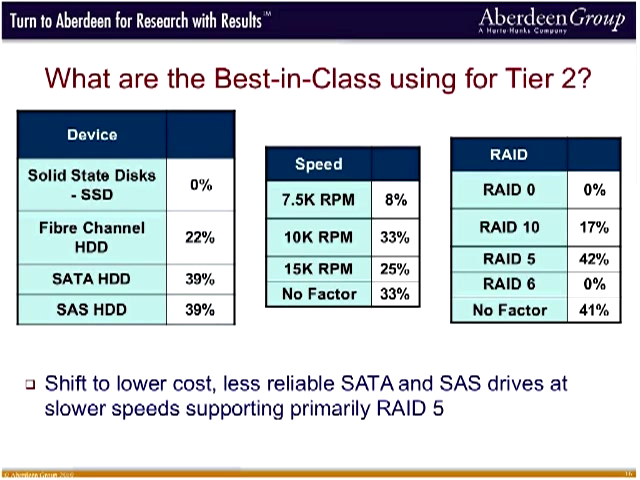 Turn to Aberdeen for Research with Results™
AberdeenGroup
A Harte-Hanks Company
What are the Best-in-Class using for Tier 2?
Device
Solid State Disks
- SSD
0%
Fibre Channel
HDD
22%
SATA HDD 39%
SAS HDD 39%
Speed
7.5K RPM 8%
10K RPM 33%
15K RPM 25%
No Factor 33%
RAID
RAID 0 0%
RAID 10 17%
RAID 5 42%
RAID 6 0%
No Factor 41%
Shift to lower cost, less reliable SATA and SAS drives at
slower speeds supporting primarily RAID 5
© Aberdeen Group